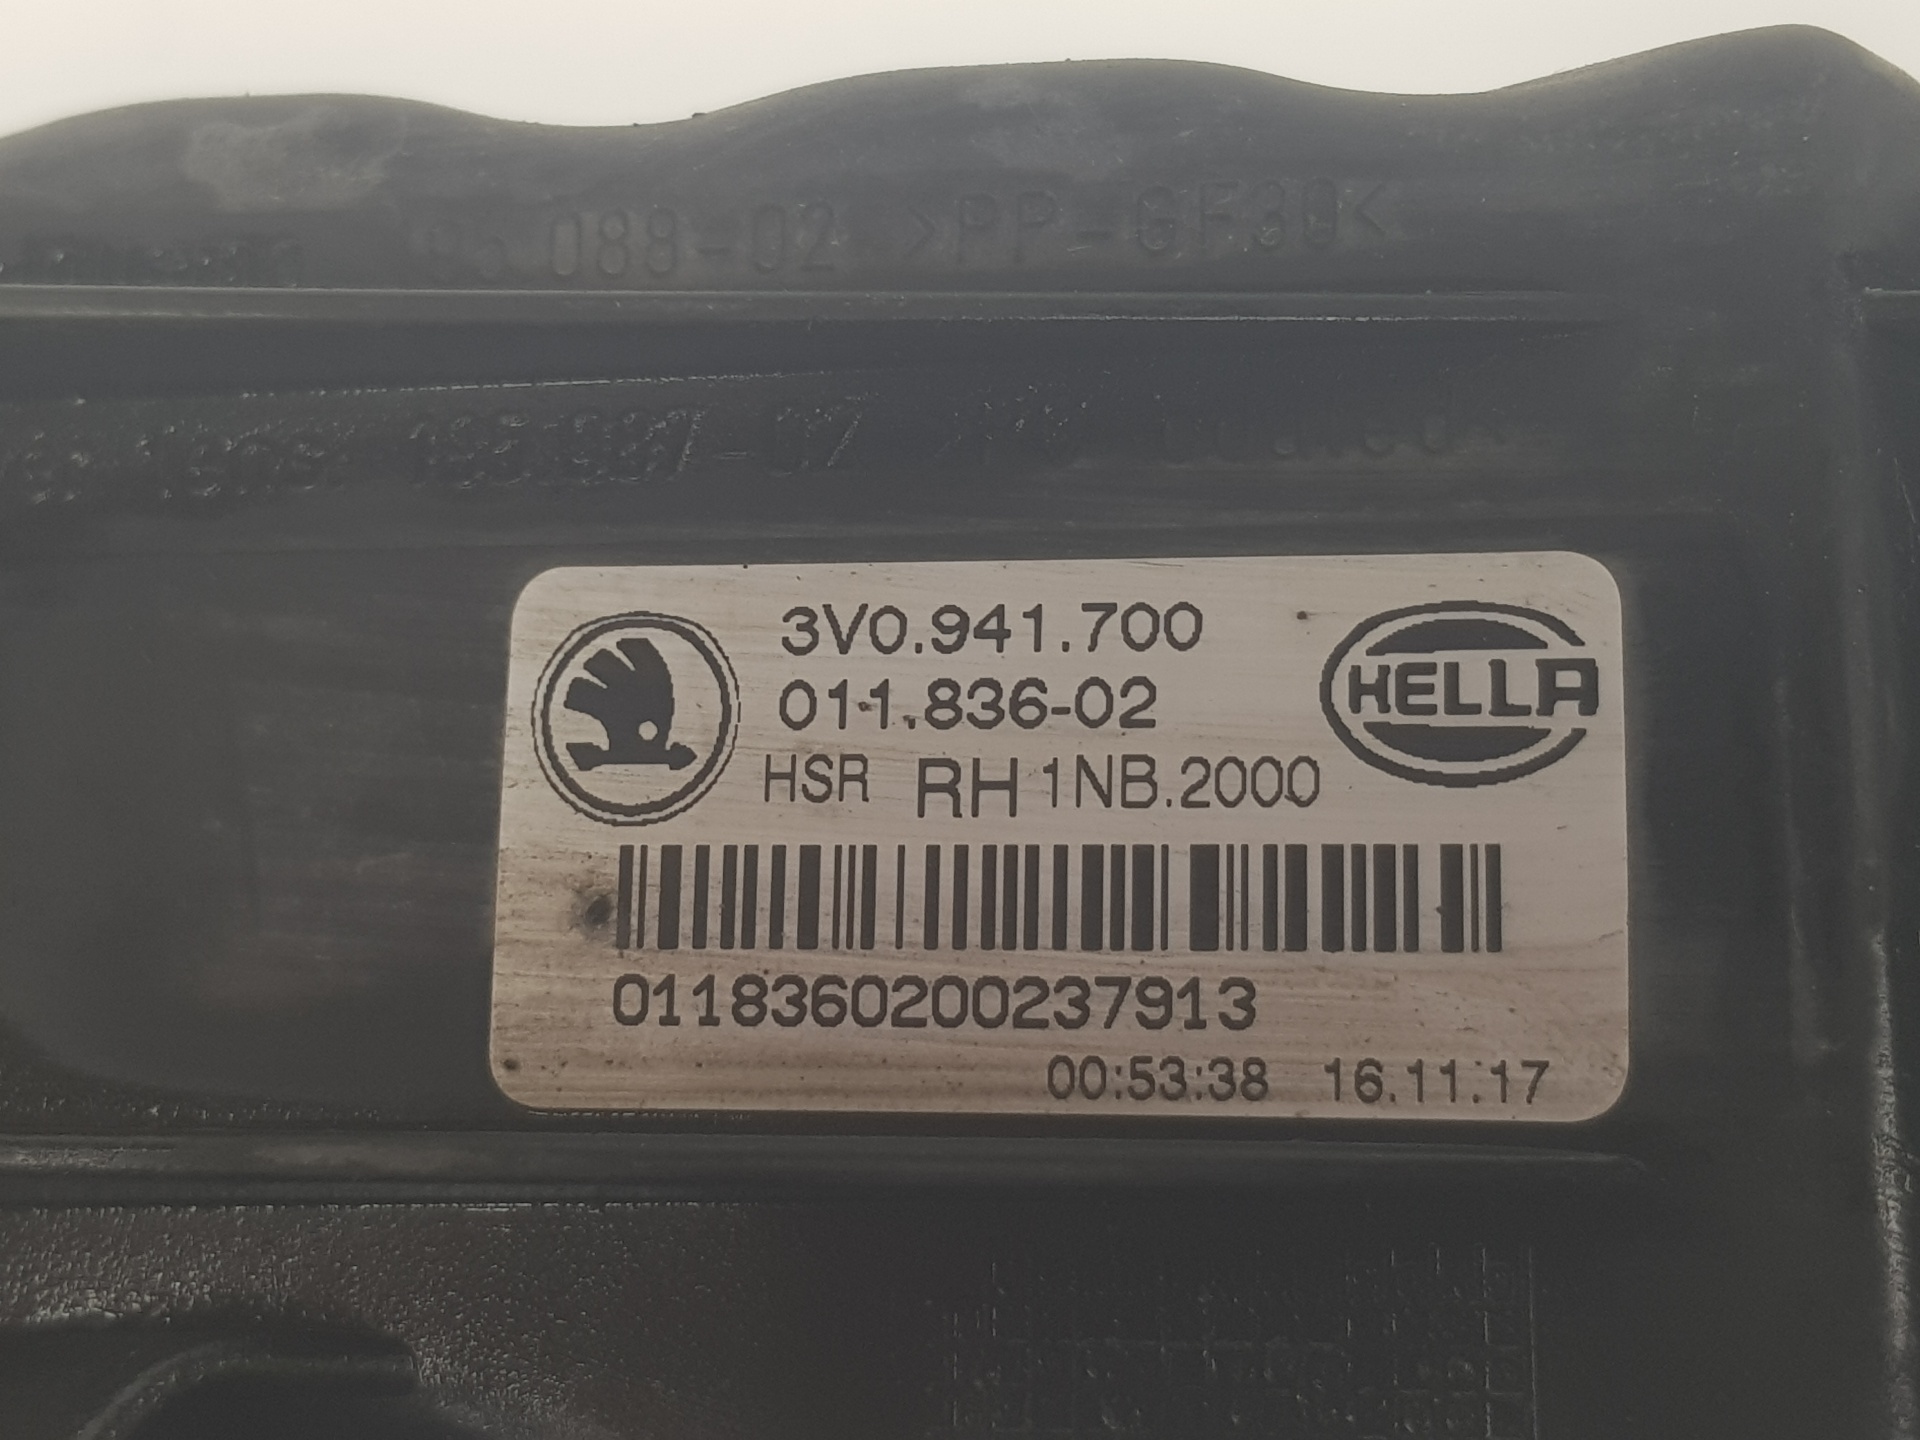 088-02 >PP-GF30<
3V0.941.700
011.836-02
HELLA
HSR RH 1NB.2000
0118360200237913
00:53:38 16.11.17